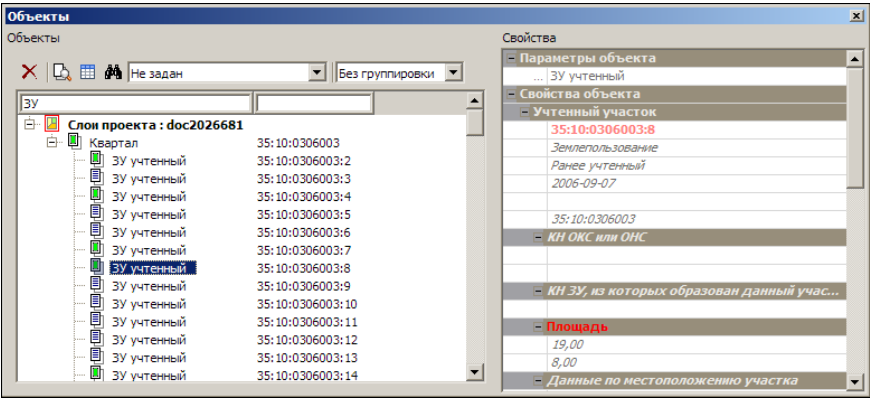 Объекты
Объекты
Не задан
Без группировки
ЗУ
Слои проекта : doc2026681
Квартал 35:10:0306003
ЗУ учтенный 35:10:0306003:2
ЗУ учтенный 35:10:0306003:3
ЗУ учтенный 35:10:0306003:4
ЗУ учтенный 35:10:0306003:5
ЗУ учтенный 35:10:0306003:6
ЗУ учтенный 35:10:0306003:7
ЗУ учтенный 35:10:0306003:8
ЗУ учтенный 35:10:0306003:9
ЗУ учтенный 35:10:0306003:10
ЗУ учтенный 35:10:0306003:11
ЗУ учтенный 35:10:0306003:12
ЗУ учтенный 35:10:0306003:13
ЗУ учтенный 35:10:0306003:14
Свойства
Параметры объекта
... ЗУ учтенный
Свойства объекта
Учтенный участок
35:10:0306003:8
Землепользование
Ранее учтенный
2006-09-07
35:10:0306003
КН ОКС или ОНС
КН ЗУ, из которых образован данный учас...
Площадь
19,00
8,00
Данные по местоположению участка